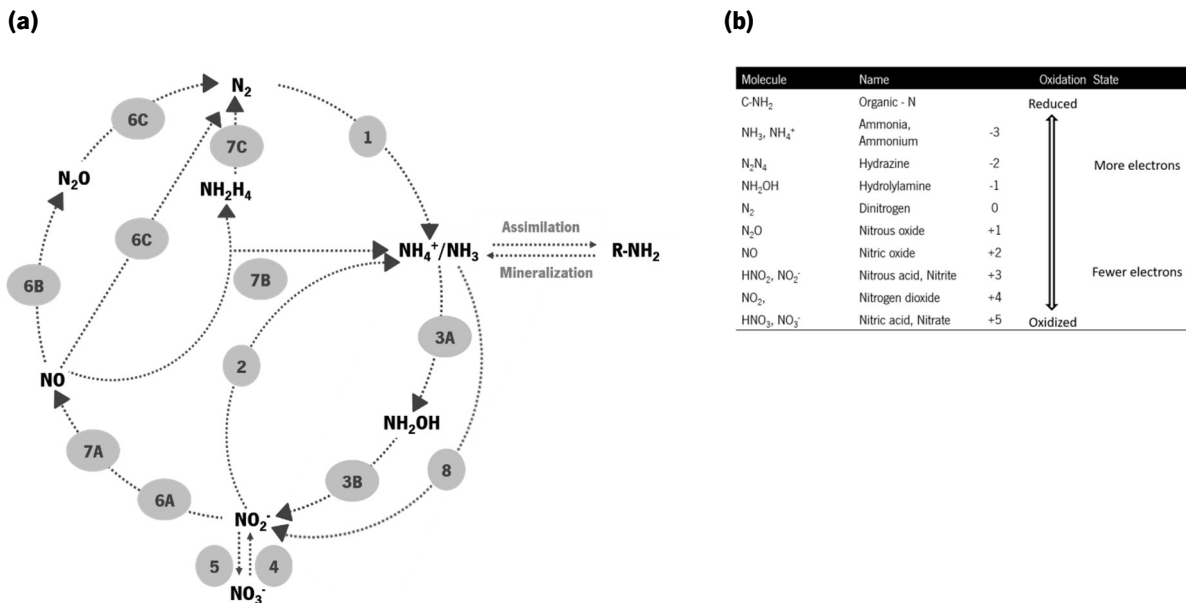 (a)
N₂
6C
1
7C
N₂O
NH₂H₄
6C
Assimilation
NH₄⁺/NH₃
R-NH₂
Mineralization
7B
6B
3A
2
NO
NH₂OH
7A
8
3B
6A
NO₂⁻
5
4
NO₃⁻
(b)
Molecule Name Oxidation State
C-NH₂ Organic - N Reduced
NH₃, NH₄⁺ Ammonia, -3
Ammonium
N₂N₄ Hydrazine -2 More electrons
NH₂OH Hydrolylamine -1
N₂ Dinitrogen 0
N₂O Nitrous oxide +1
NO Nitric oxide +2
HNO₂, NO₂⁻ Nitrous acid, Nitrite +3 Fewer electrons
NO₂, Nitrogen dioxide +4
HNO₃, NO₃⁻ Nitric acid, Nitrate +5 Oxidized